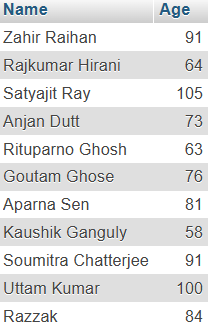 Name Age
Zahir Raihan 91
Rajkumar Hirani 64
Satyajit Ray 105
Anjan Dutt 73
Rituparno Ghosh 63
Goutam Ghose 76
Aparna Sen 81
Kaushik Ganguly 58
Soumitra Chatterjee 91
Uttam Kumar 100
Razzak 84